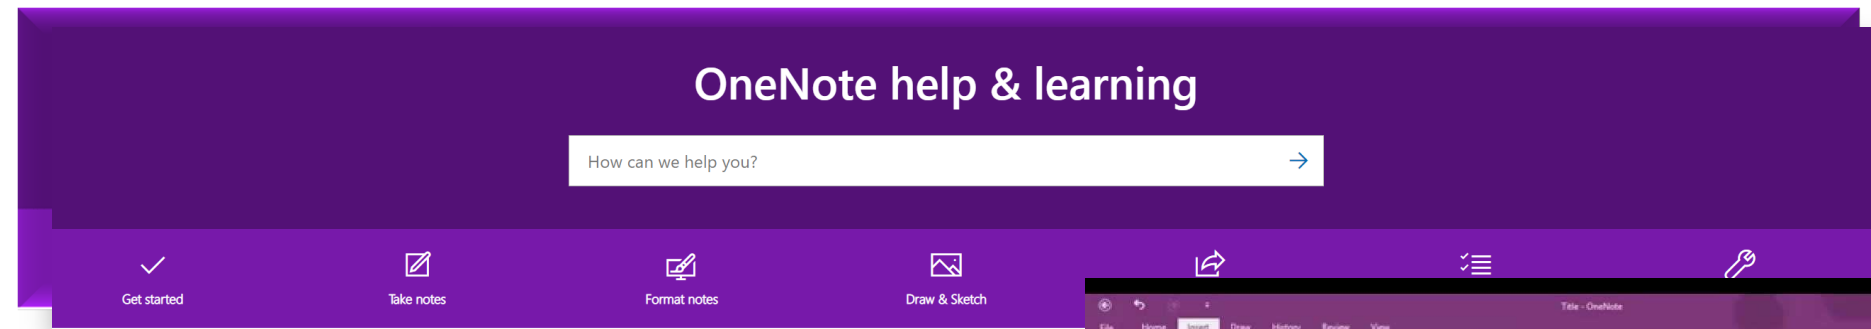 OneNote help & learning
How can we help you?
Get started
Take notes
Format notes
Draw & Sketch
Title - OneNote
File Home Insert Draw History Review View